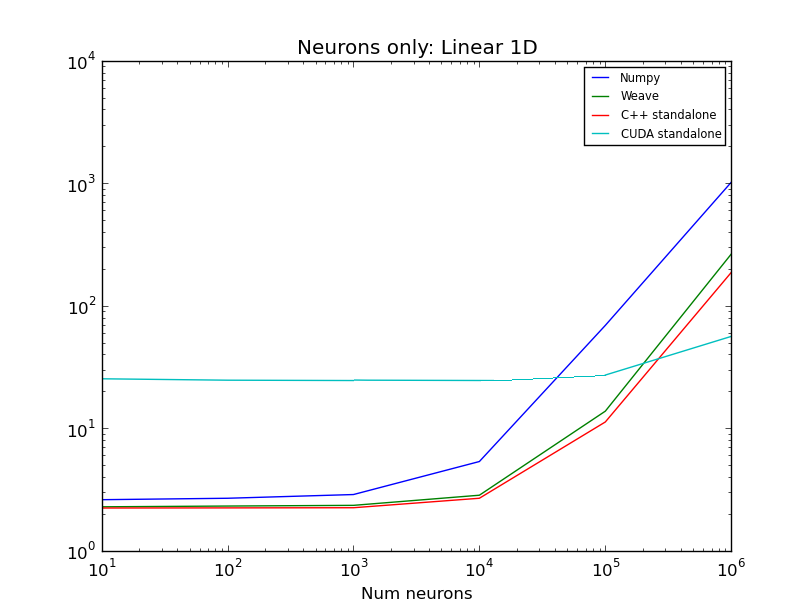 Neurons only: Linear 1D
10^4
10^3
10^2
10^1
10^0
Numpy
Weave
C++ standalone
CUDA standalone
10^1 10^2 10^3 10^4 10^5 10^6
Num neurons